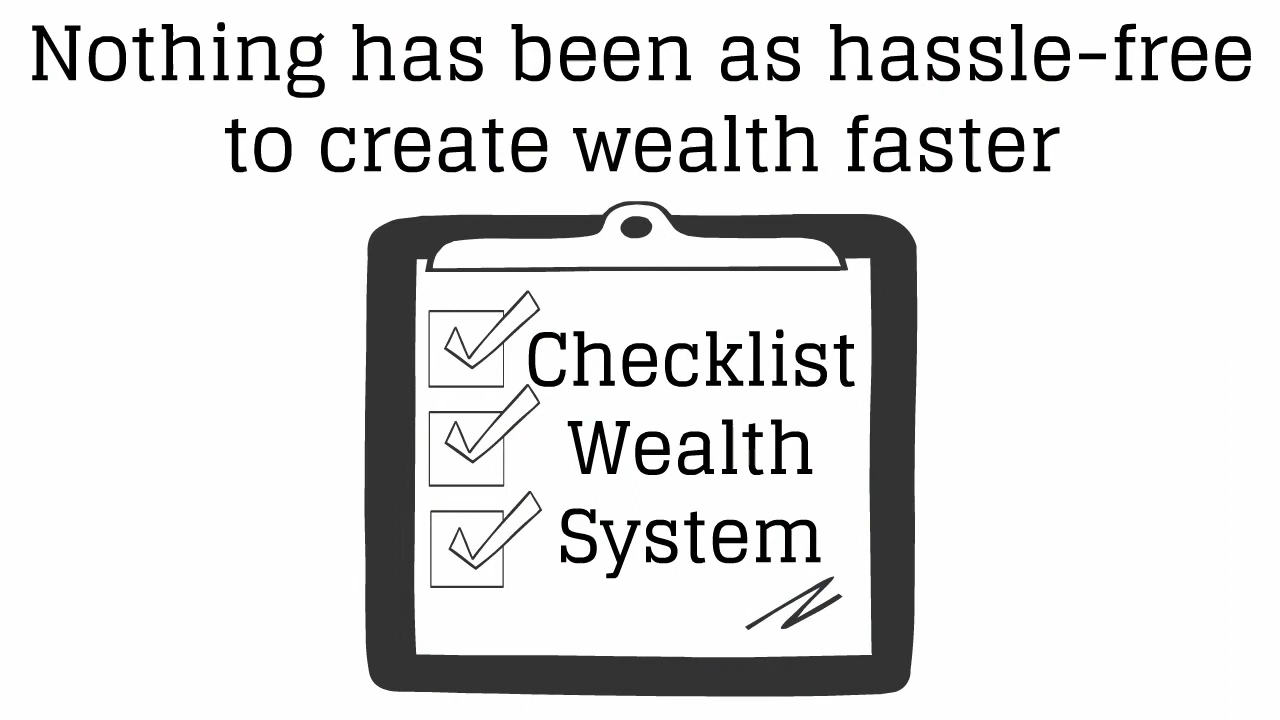 Nothing has been as hassle-free
to create wealth faster
Checklist
Wealth
System